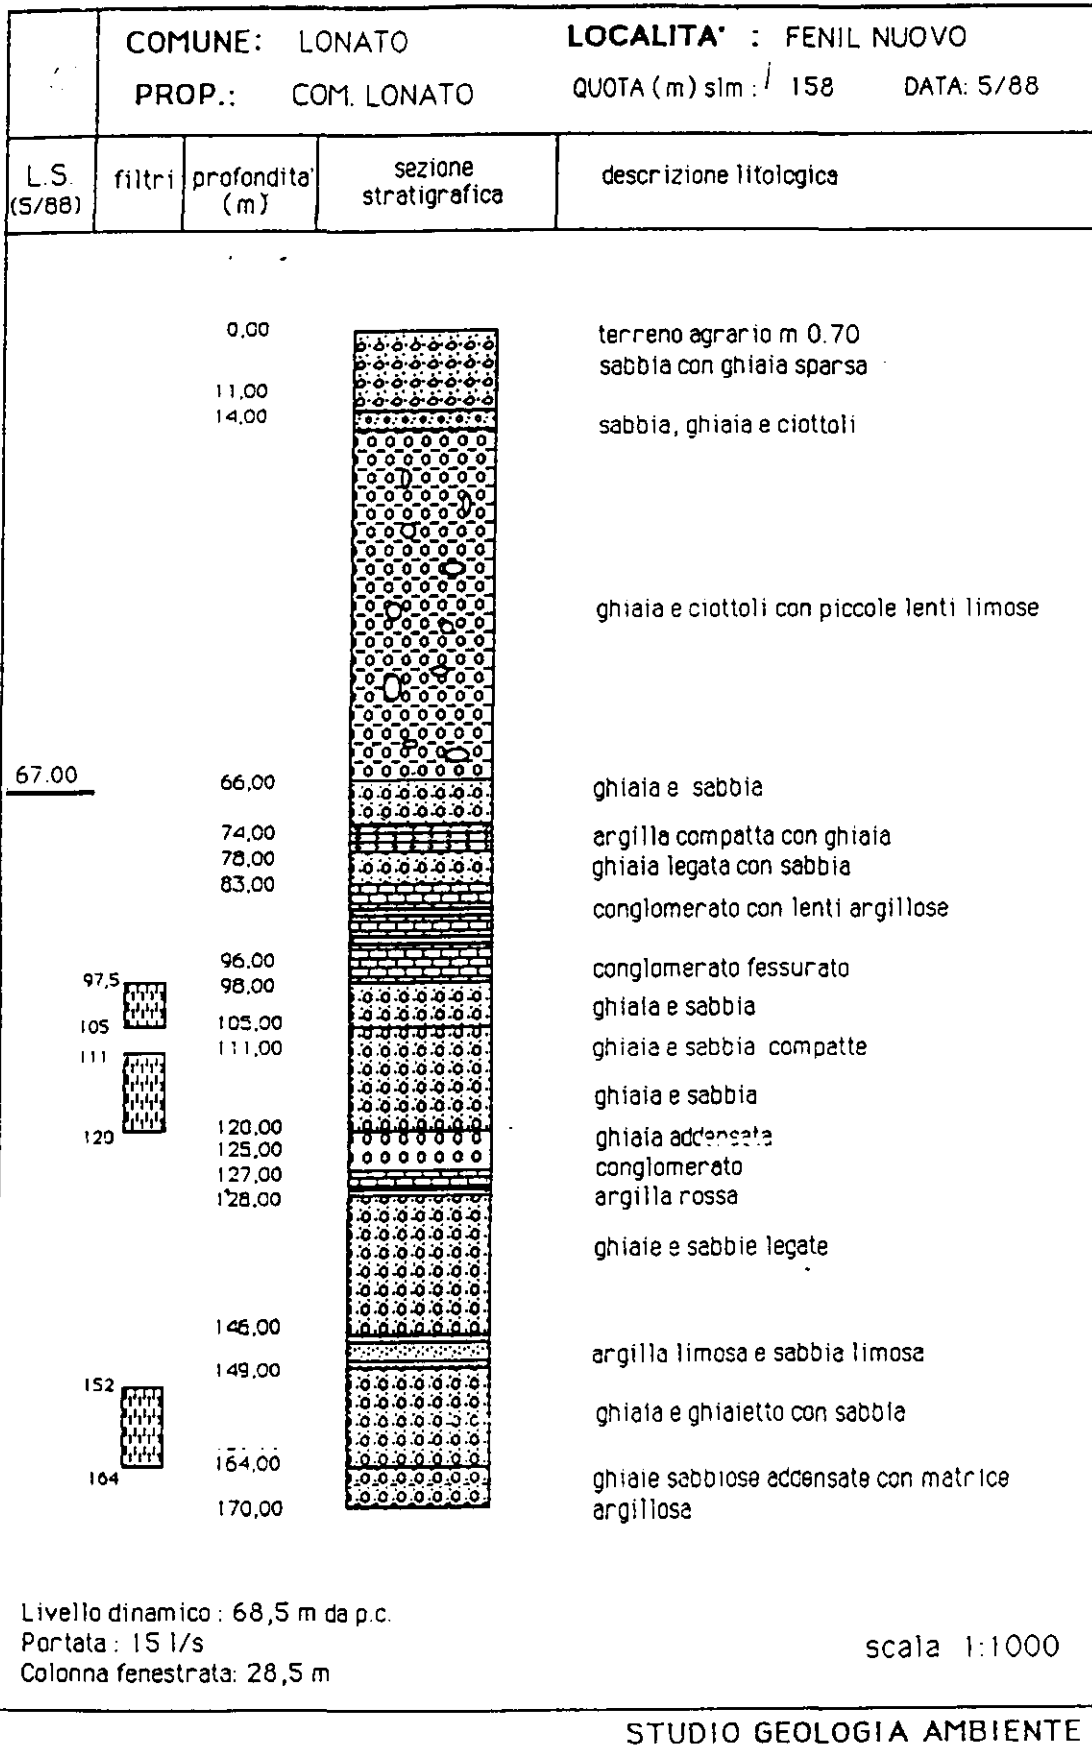 COMUNE: LONATO LOCALITA' : FENIL NUOVO
PROP.: COM. LONATO QUOTA (m) slm : 158 DATA: 5/88
L.S. (5/88) filtri profondita' (m) sezione stratigrafica descrizione litologica
0,00 terreno agrario m 0.70
sabbia con ghiaia sparsa
11,00
14,00 sabbia, ghiaia e ciottoli
ghiaia e ciottoli con piccole lenti limose
67.00 66,00 ghiaia e sabbia
74,00 argilla compatta con ghiaia
78,00 ghiaia legata con sabbia
83,00
conglomerato con lenti argillose
96,00 conglomerato fessurato
97,5 98,00
ghiaia e sabbia
105 105,00
111 111,00 ghiaia e sabbia compatte
ghiaia e sabbia
120 120,00 ghiaia addensata
125,00
conglomerato
127,00
128,00 argilla rossa
ghiaie e sabbie legate
146,00
argilla limosa e sabbia limosa
149,00
152
ghiaia e ghiaietto con sabbia
164 164,00
ghiaie sabbiose addensate con matrice
170,00 argillosa
Livello dinamico : 68,5 m da p.c.
Portata : 15 l/s
Colonna fenestrata: 28,5 m
scala 1:1000
STUDIO GEOLOGIA AMBIENTE